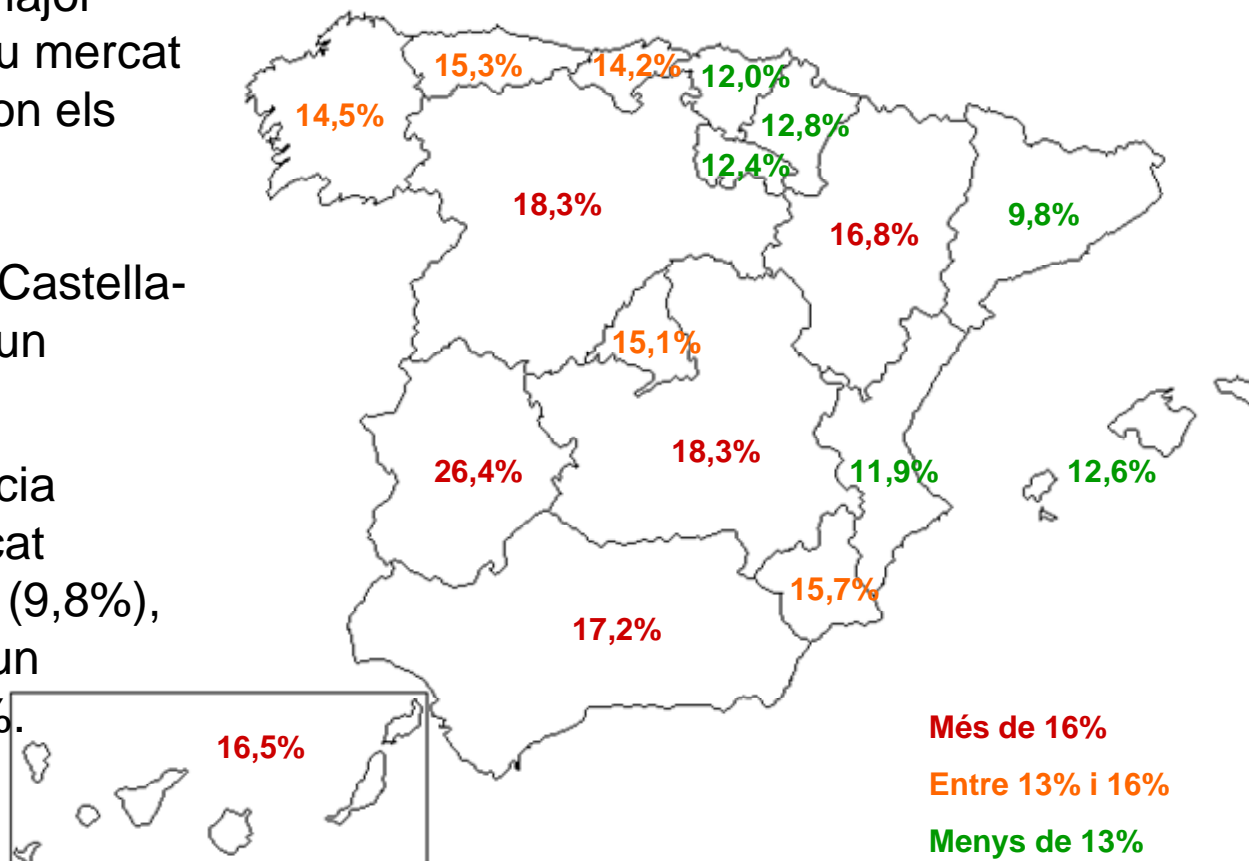 major
u mercat
on els
Castella-
un
cia
cat
(9,8%),
un
%.
15,3%
14,2%
12,0%
14,5%
12,8%
12,4%
18,3%
16,8%
9,8%
15,1%
26,4%
18,3%
11,9%
12,6%
15,7%
17,2%
16,5%
Més de 16%
Entre 13% i 16%
Menys de 13%